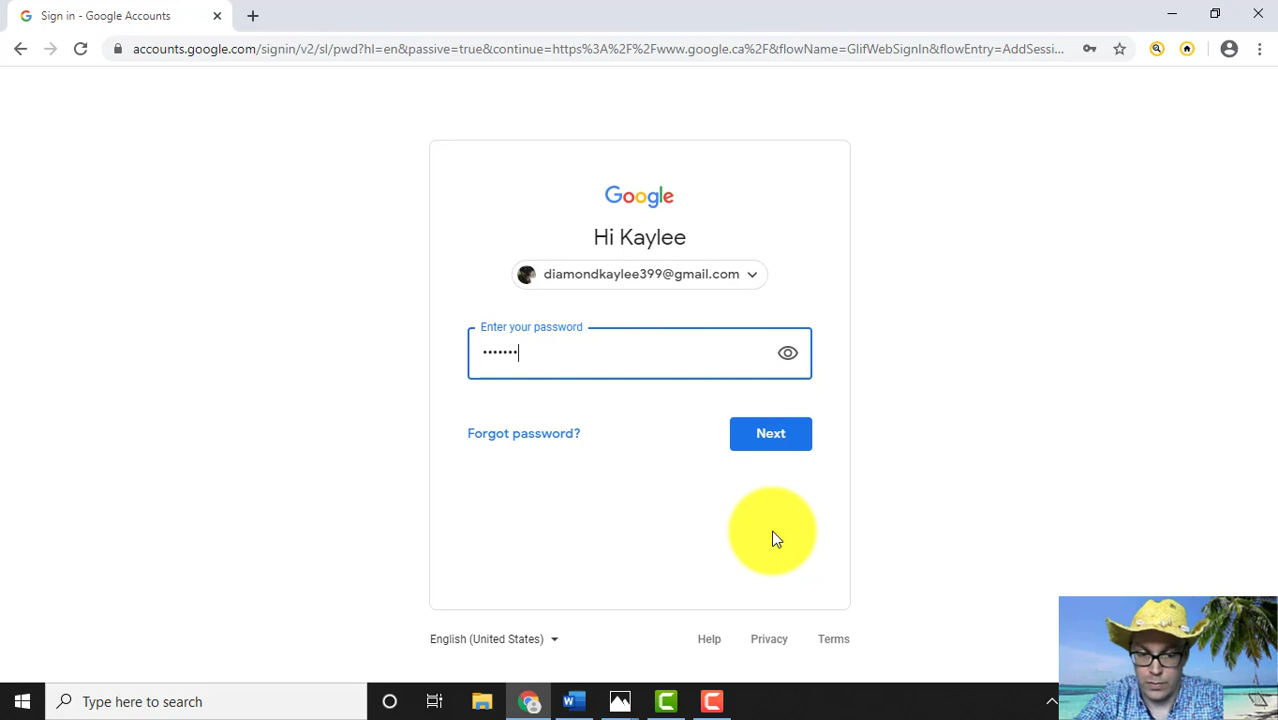 Sign in - Google Accounts
accounts.google.com/signin/v2/sl/pwd?hl=en&passive=true&continue=https%3A%2F%2Fwww.google.ca%2F&flowName=GlifWebSignIn&flowEntry=AddSessi...
Google
Hi Kaylee
diamondkaylee399@gmail.com
Enter your password
•••••••
Forgot password?
Next
English (United States)
Help
Privacy
Terms
Type here to search